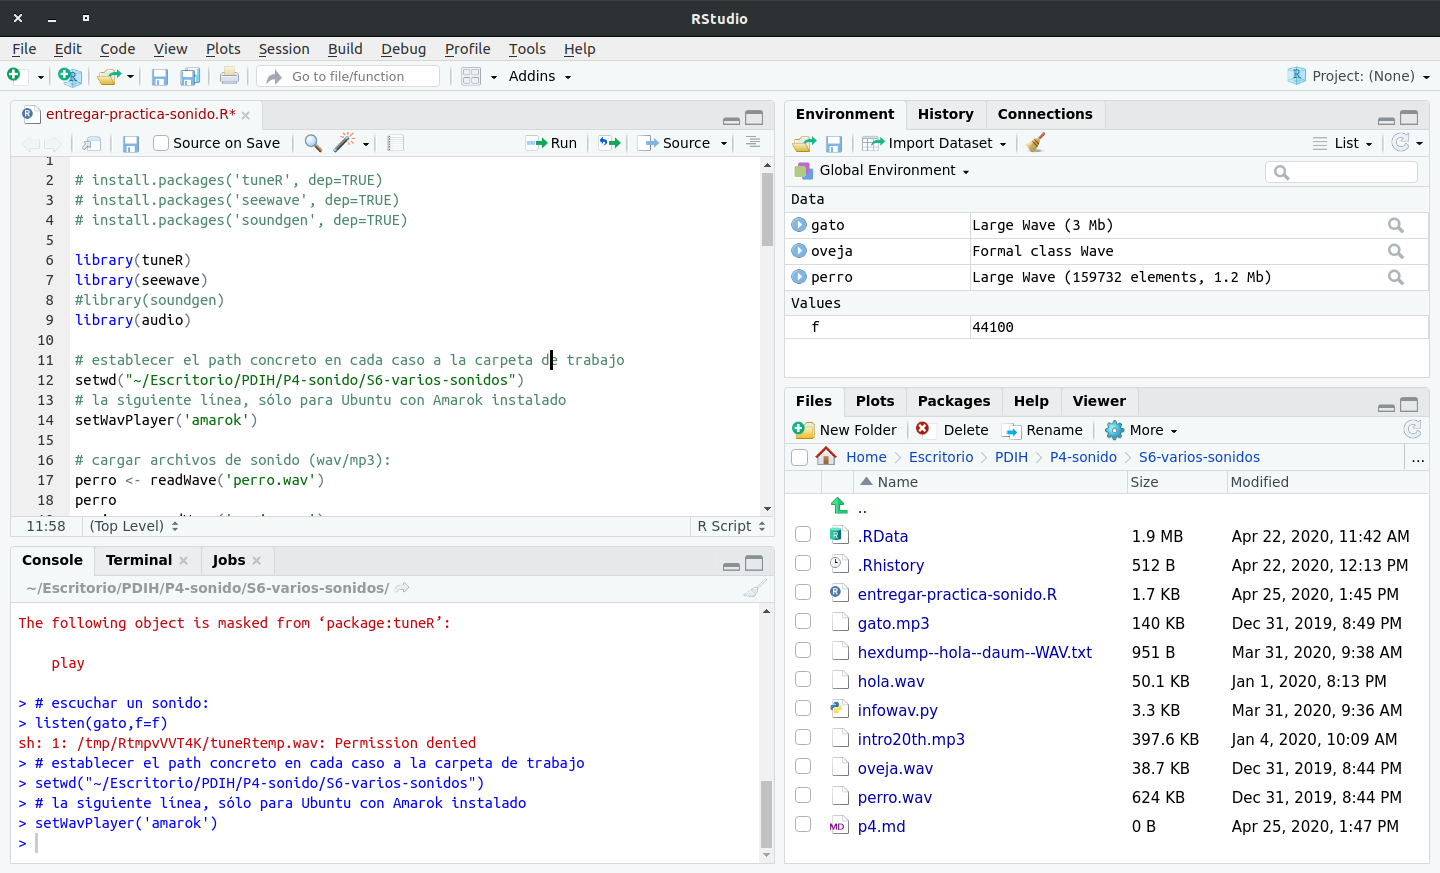 RStudio
File Edit Code View Plots Session Build Debug Profile Tools Help
Go to file/function Addins Project: (None)
entregar-practica-sonido.R*
Source on Save Run Source
1
2 # install.packages('tuneR', dep=TRUE)
3 # install.packages('seewave', dep=TRUE)
4 # install.packages('soundgen', dep=TRUE)
5
6 library(tuneR)
7 library(seewave)
8 #library(soundgen)
9 library(audio)
10
11 # establecer el path concreto en cada caso a la carpeta de trabajo
12 setwd("~/Escritorio/PDIH/P4-sonido/S6-varios-sonidos")
13 # la siguiente línea, sólo para Ubuntu con Amarok instalado
14 setWavPlayer('amarok')
15
16 # cargar archivos de sonido (wav/mp3):
17 perro <- readWave('perro.wav')
18 perro
11:58 (Top Level) R Script
Console Terminal Jobs
~/Escritorio/PDIH/P4-sonido/S6-varios-sonidos/
The following object is masked from ‘package:tuneR’:
play
> # escuchar un sonido:
> listen(gato,f=f)
sh: 1: /tmp/RtmpvVVT4K/tuneRtemp.wav: Permission denied
> # establecer el path concreto en cada caso a la carpeta de trabajo
> setwd("~/Escritorio/PDIH/P4-sonido/S6-varios-sonidos")
> # la siguiente línea, sólo para Ubuntu con Amarok instalado
> setWavPlayer('amarok')
>
Environment History Connections
Import Dataset List
Global Environment
Data
gato Large Wave (3 Mb)
oveja Formal class Wave
perro Large Wave (159732 elements, 1.2 Mb)
Values
f 44100
Files Plots Packages Help Viewer
New Folder Delete Rename More
Home Escritorio PDIH P4-sonido S6-varios-sonidos ...
Name Size Modified
..
.RData 1.9 MB Apr 22, 2020, 11:42 AM
.Rhistory 512 B Apr 22, 2020, 12:13 PM
entregar-practica-sonido.R 1.7 KB Apr 25, 2020, 1:45 PM
gato.mp3 140 KB Dec 31, 2019, 8:49 PM
hexdump--hola--daum--WAV.txt 951 B Mar 31, 2020, 9:38 AM
hola.wav 50.1 KB Jan 1, 2020, 8:13 PM
infowav.py 3.3 KB Mar 31, 2020, 9:36 AM
intro20th.mp3 397.6 KB Jan 4, 2020, 10:09 AM
oveja.wav 38.7 KB Dec 31, 2019, 8:44 PM
perro.wav 624 KB Dec 31, 2019, 8:44 PM
p4.md 0 B Apr 25, 2020, 1:47 PM